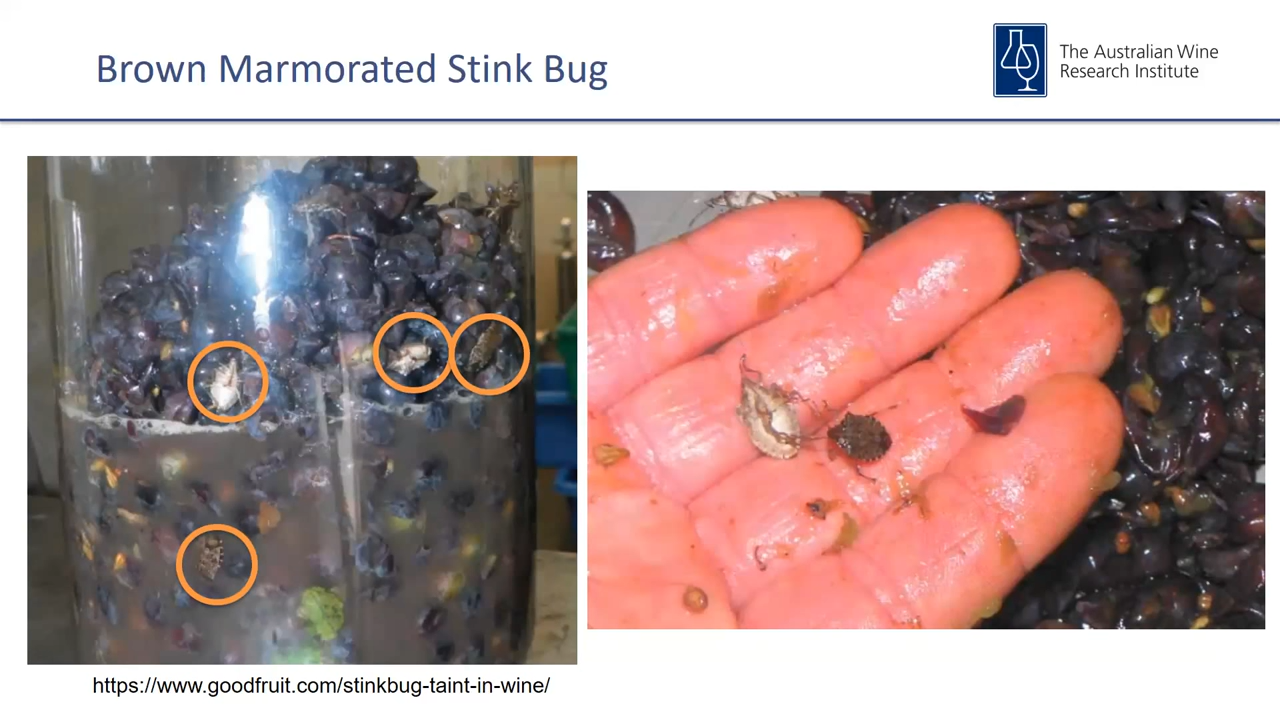 Brown Marmorated Stink Bug
The Australian Wine
Research Institute
https://www.goodfruit.com/stinkbug-taint-in-wine/